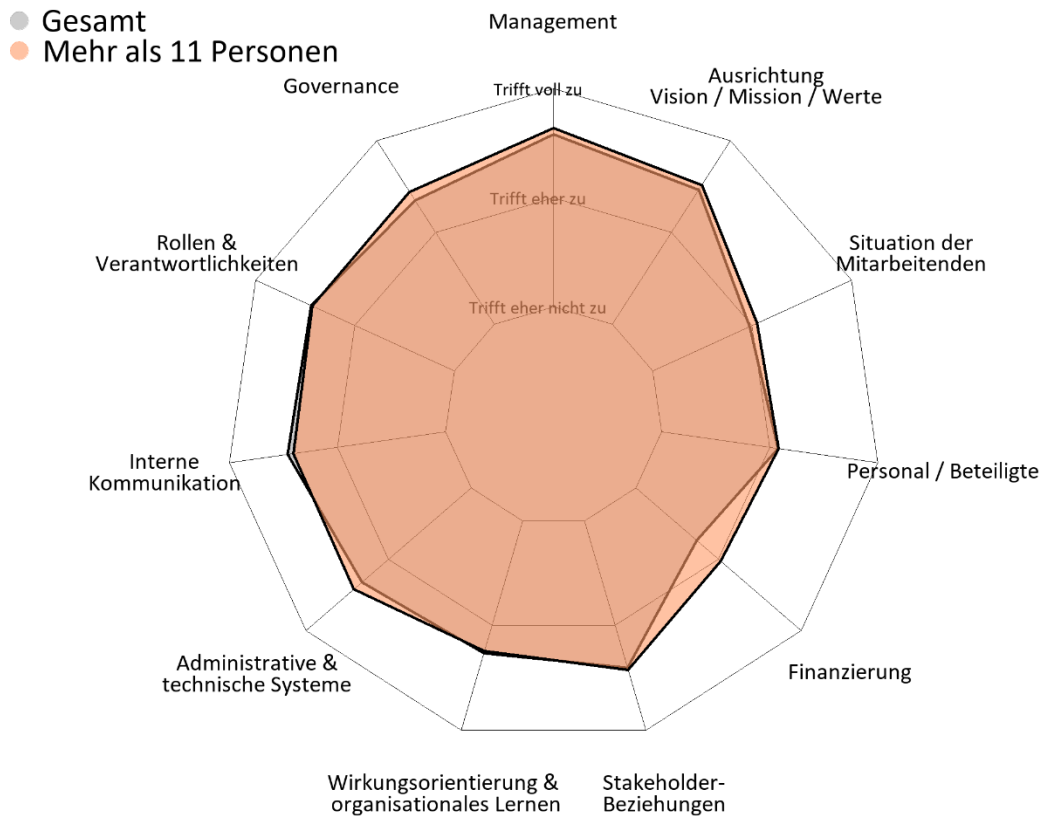 Gesamt
Mehr als 11 Personen
Management
Governance
Ausrichtung
Vision / Mission / Werte
Trifft voll zu
Trifft eher zu
Trifft eher nicht zu
Rollen &
Verantwortlichkeiten
Situation der
Mitarbeitenden
Interne
Kommunikation
Personal / Beteiligte
Administrative &
technische Systeme
Finanzierung
Wirkungsorientierung &
organisationales Lernen
Stakeholder-
Beziehungen